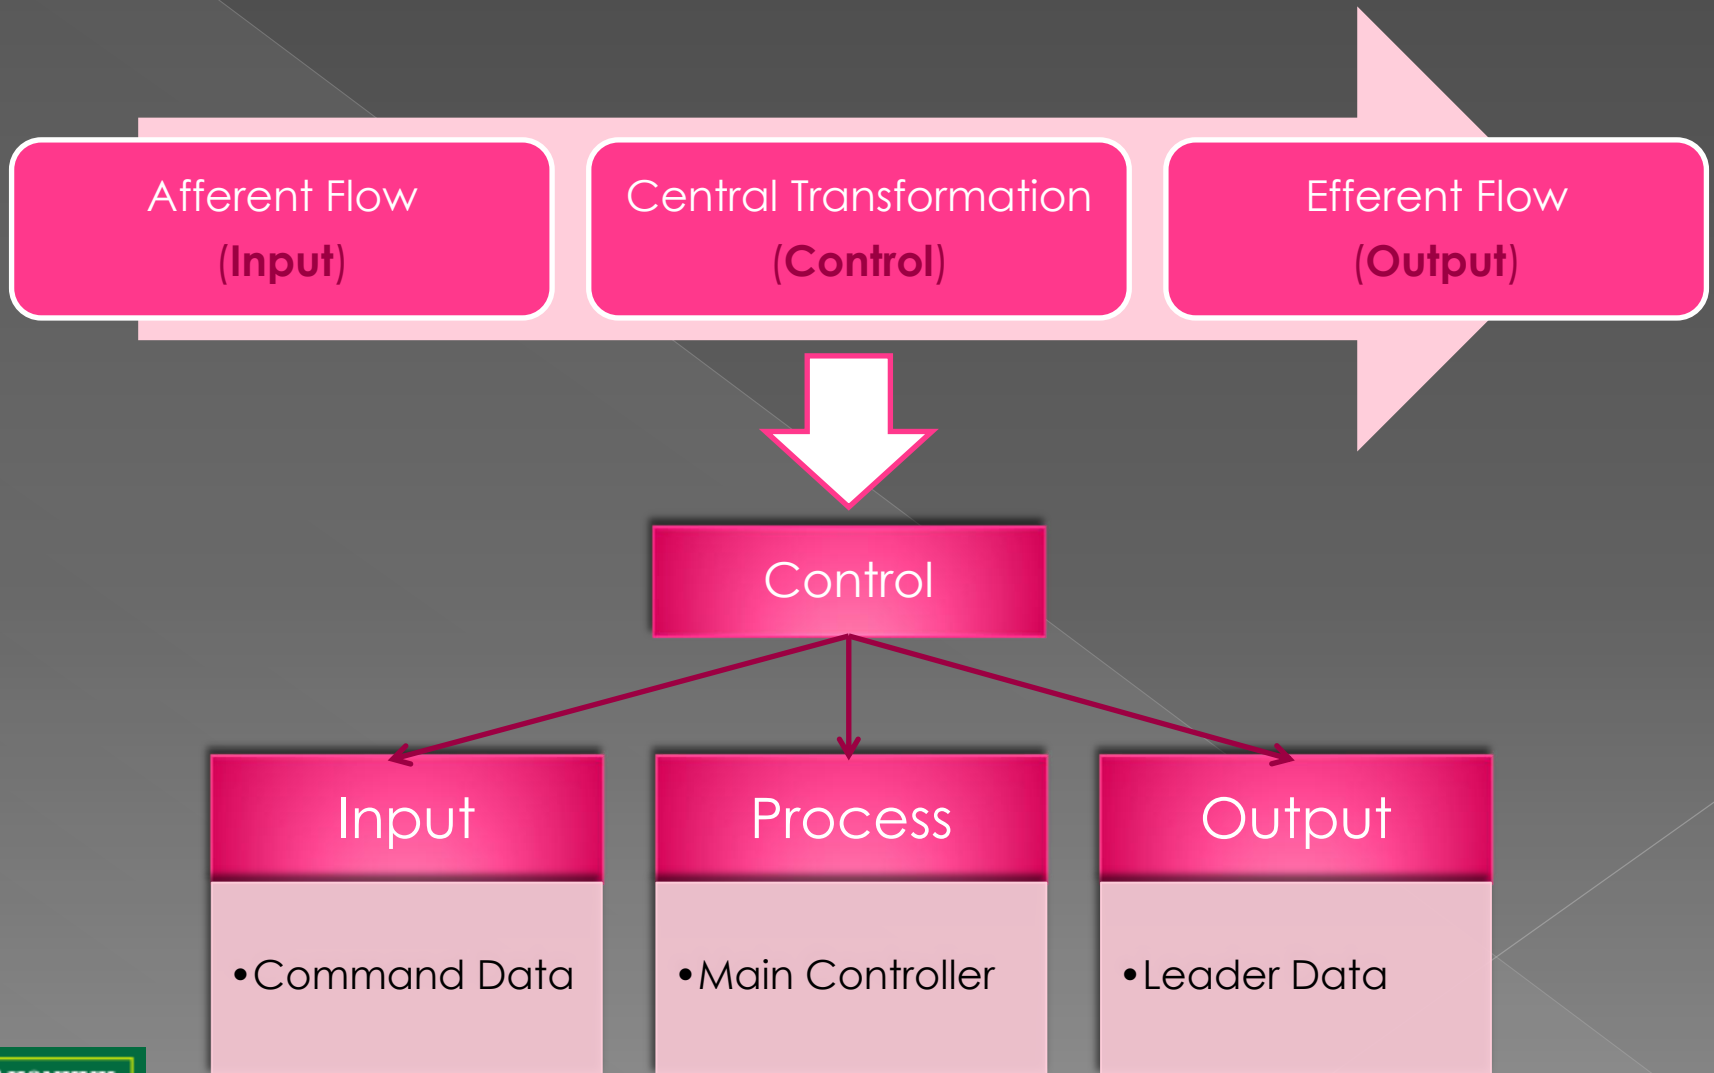 Afferent Flow
(Input)
Central Transformation
(Control)
Efferent Flow
(Output)
Control
Input
Process
Output
•Command Data
•Main Controller
•Leader Data